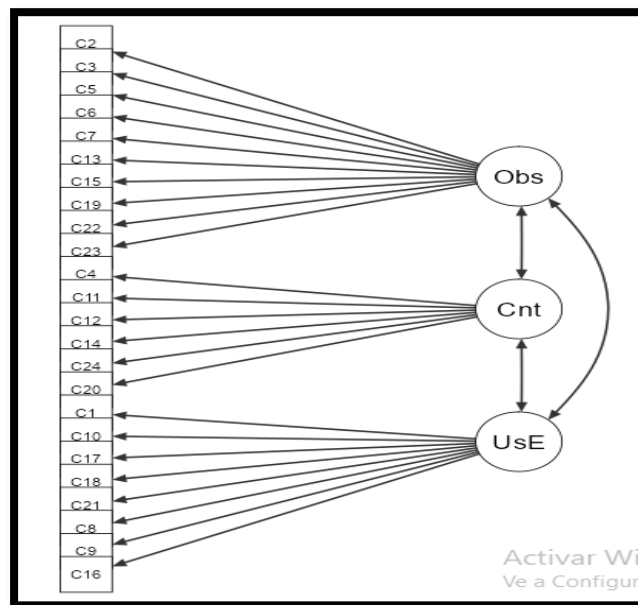 C2
C3
C5
C6
C7
C13
C15
C19
C22
C23
C4
C11
C12
C14
C24
C20
C1
C10
C17
C18
C21
C8
C9
C16
Obs
Cnt
UsE
Activar Wi
Ve a Configur